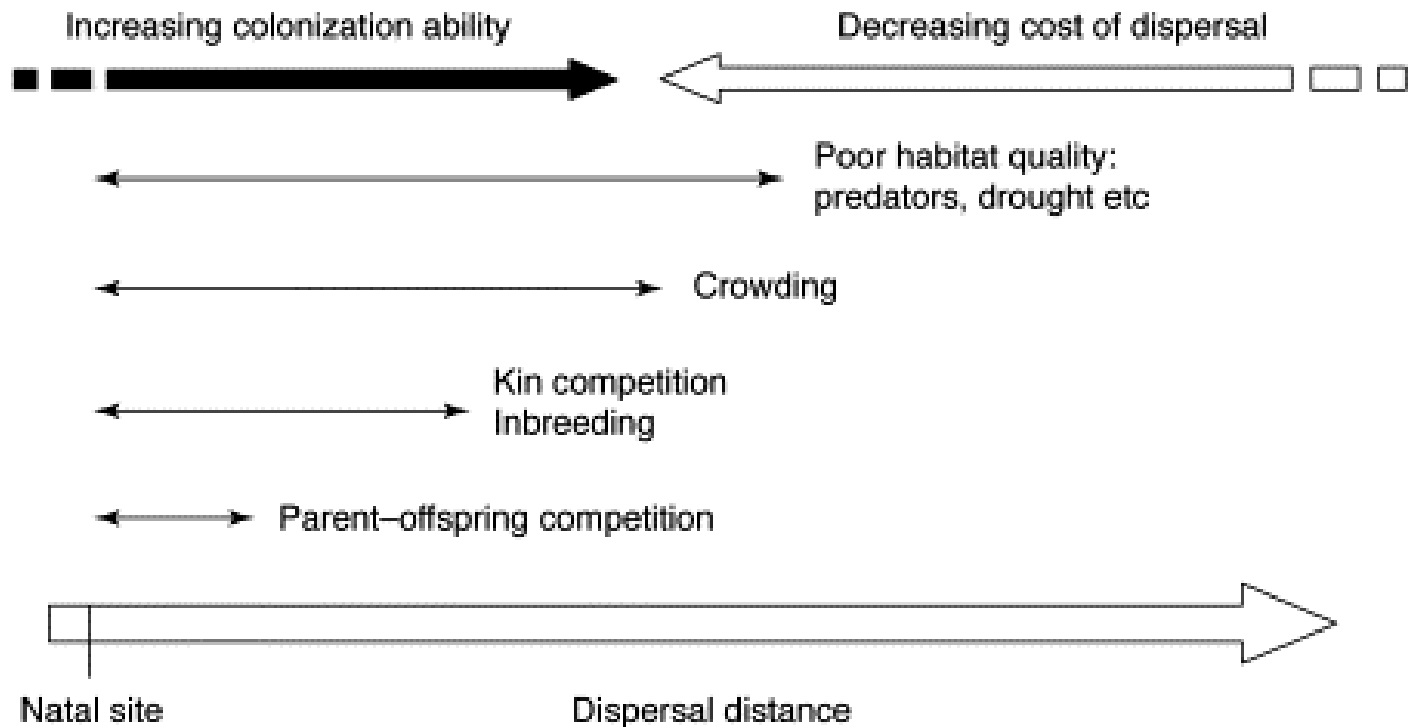 Increasing colonization ability
Decreasing cost of dispersal
Poor habitat quality:
predators, drought etc
Crowding
Kin competition
Inbreeding
Parent–offspring competition
Natal site
Dispersal distance